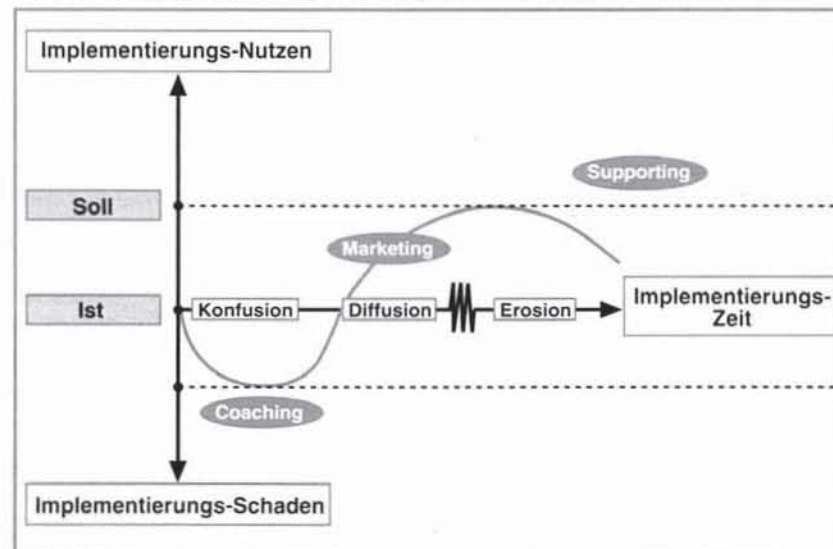 Implementierungs-Nutzen
Supporting
Soll
Marketing
Ist
Konfusion
Diffusion
Erosion
Implementierungs-
Zeit
Coaching
Implementierungs-Schaden